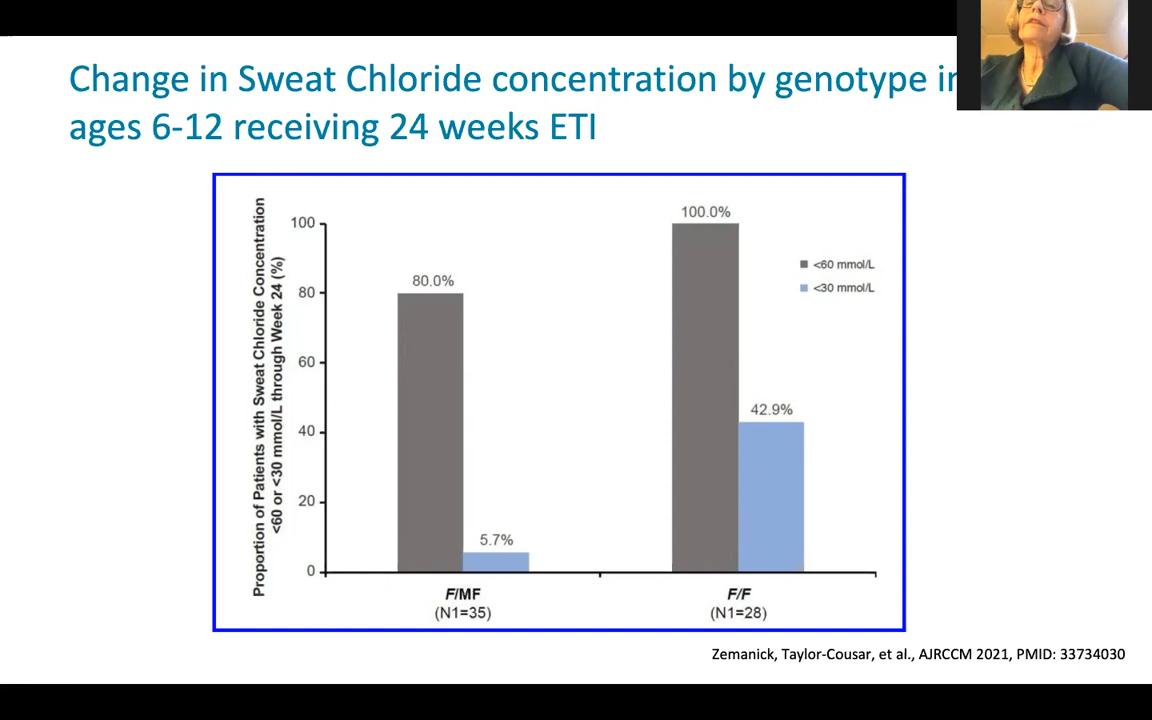 Change in Sweat Chloride concentration by genotype in
ages 6-12 receiving 24 weeks ETI
Proportion of Patients with Sweat Chloride Concentration
<60 or <30 mmol/L through Week 24 (%)
100
80
60
40
20
0
80.0%
5.7%
100.0%
42.9%
<60 mmol/L
<30 mmol/L
F/MF
(N1=35)
F/F
(N1=28)
Zemanick, Taylor-Cousar, et al., AJRCCM 2021, PMID: 33734030